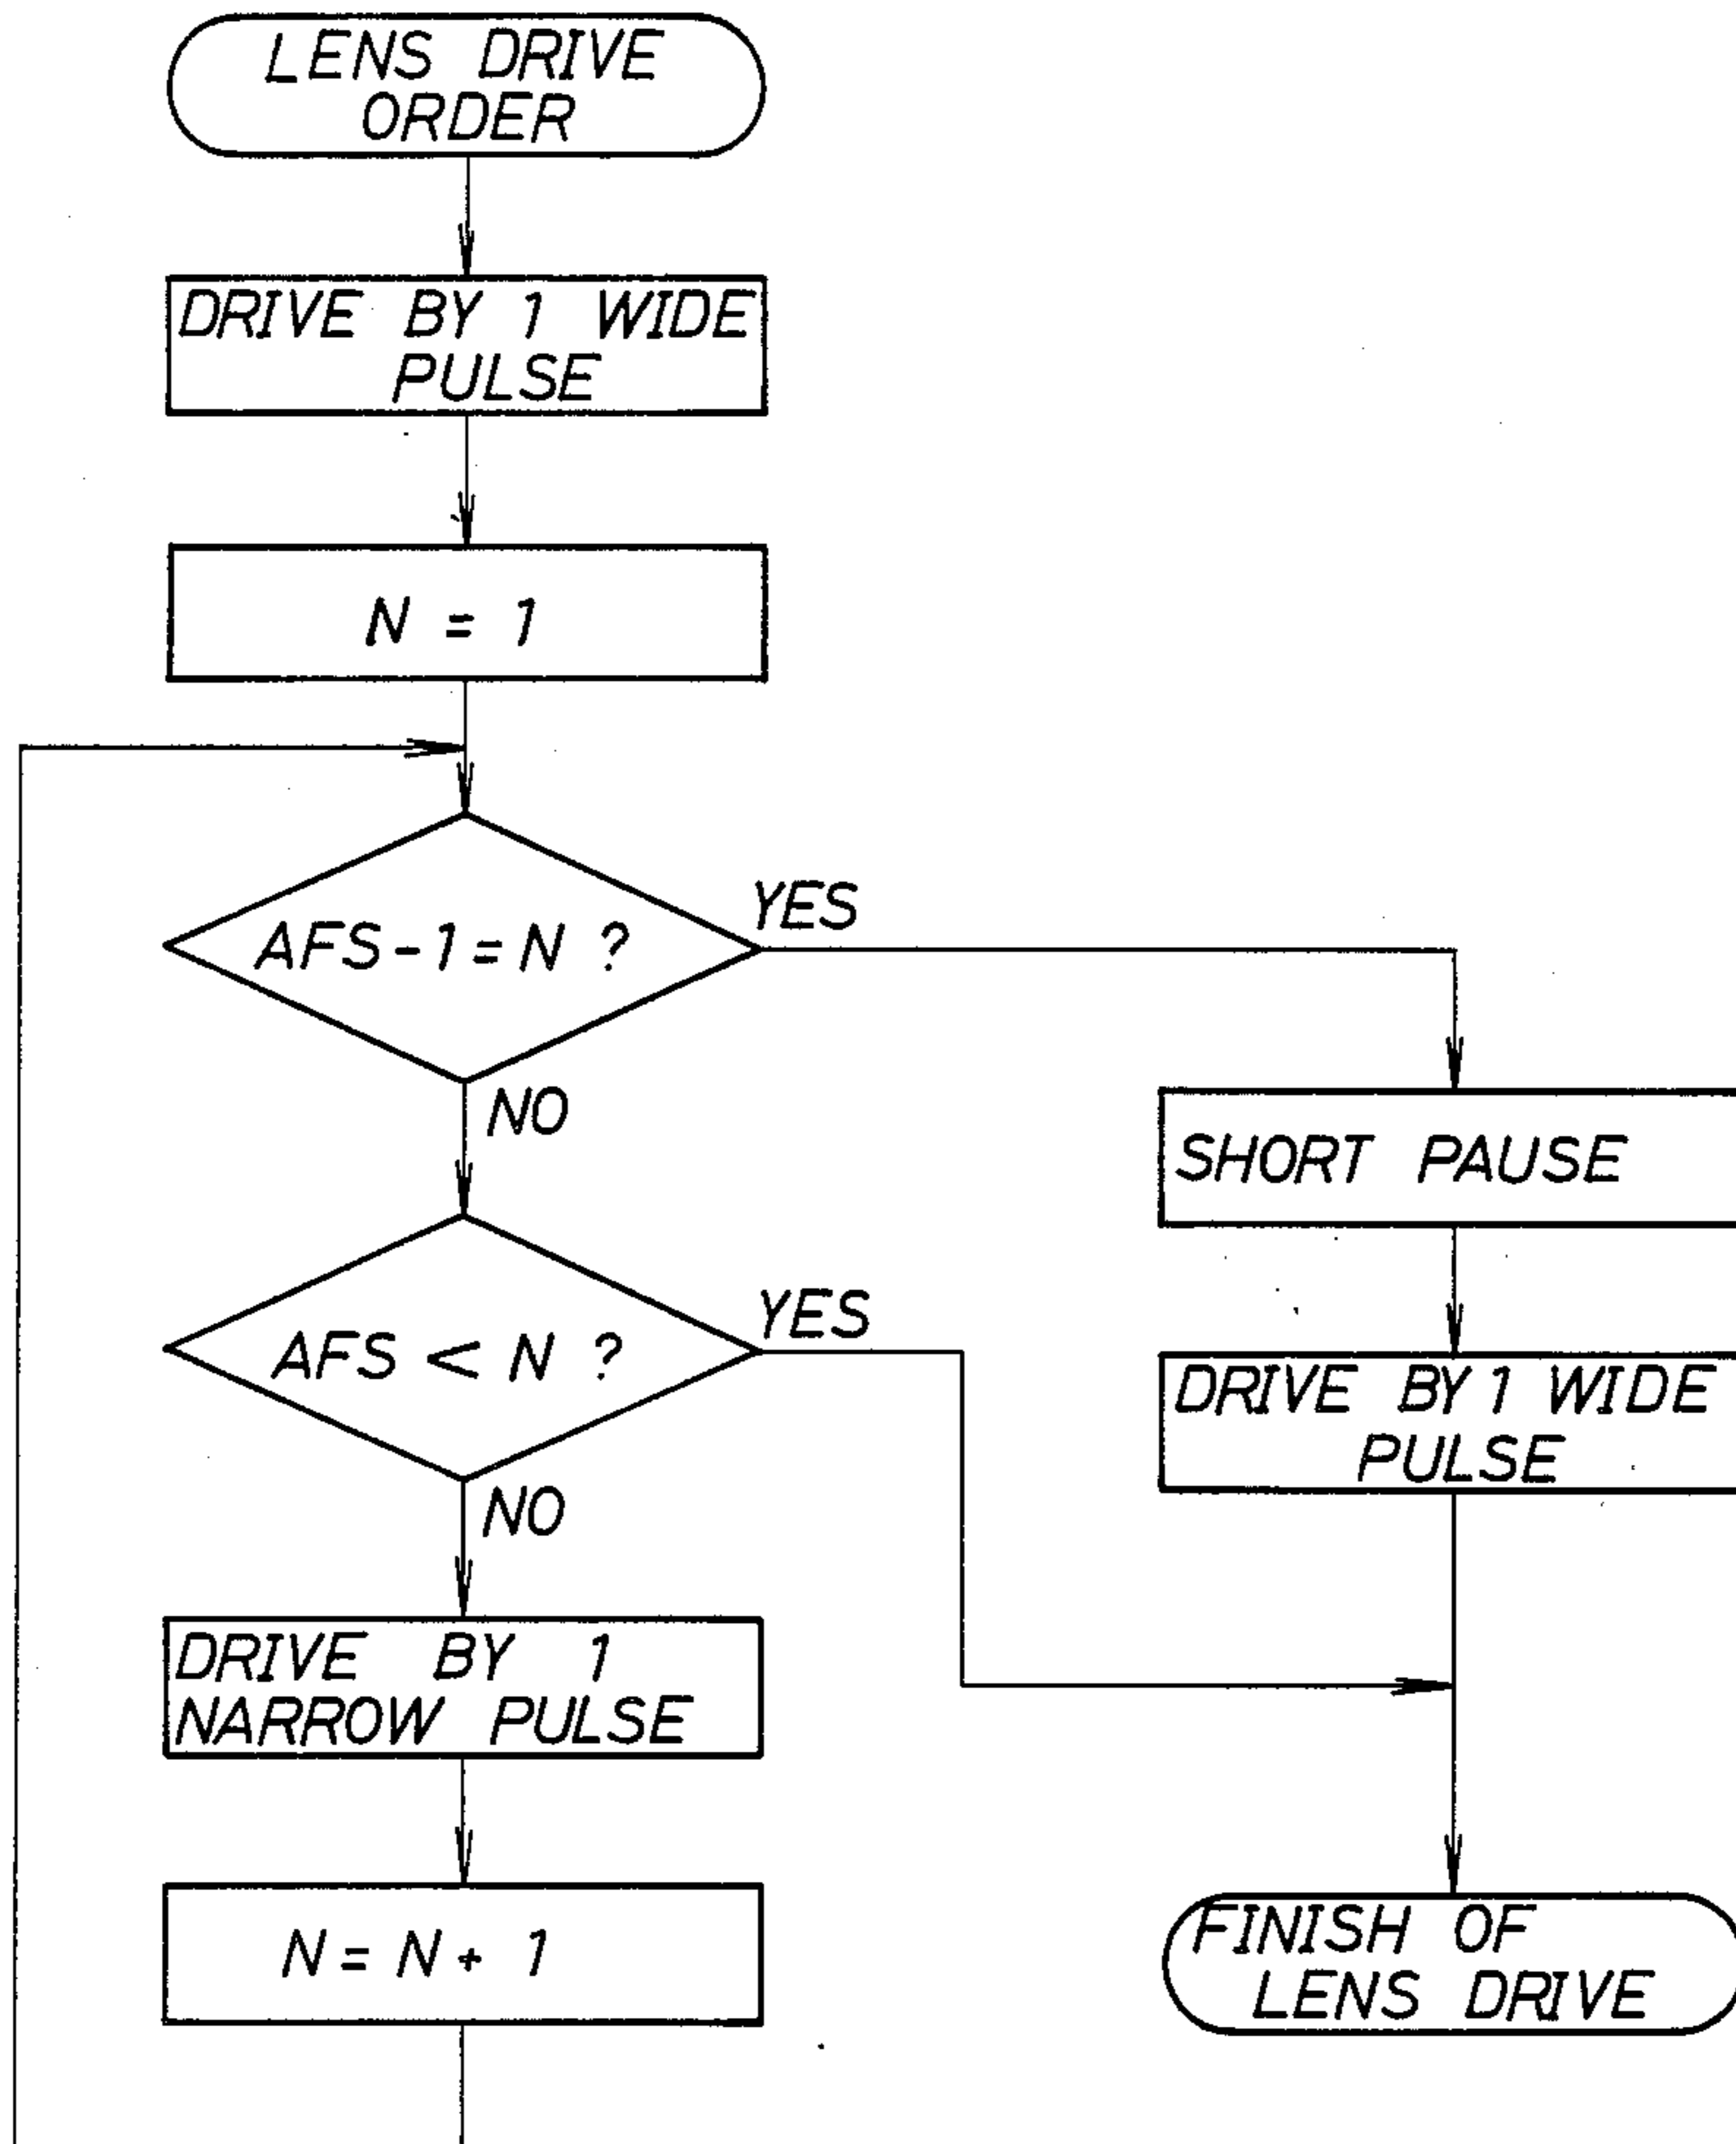 LENS DRIVE
ORDER
DRIVE BY 1 WIDE
PULSE
N = 1
AFS-1=N ?
YES
NO
SHORT PAUSE
AFS < N ?
YES
NO
DRIVE BY 1 WIDE
PULSE
DRIVE BY 1
NARROW PULSE
N = N + 1
FINISH OF
LENS DRIVE